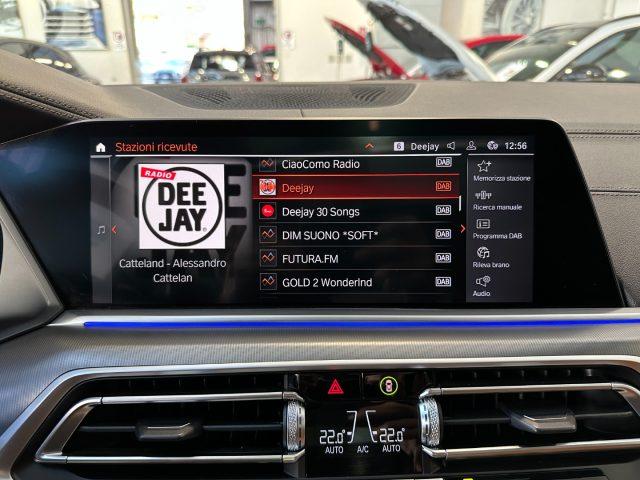 Stazioni ricevute
6 Deejay 12:56
RADIO
DEE
JAY
Catteland - Alessandro
Cattelan
CiaoComo Radio DAB
Deejay DAB
Deejay 30 Songs DAB
DIM SUONO *SOFT* DAB
FUTURA.FM DAB
GOLD 2 Wonderlnd DAB
Memorizza stazione
Ricerca manuale
Programma DAB
Rileva brano
Audio
22.0° 22.0°
AUTO A/C AUTO